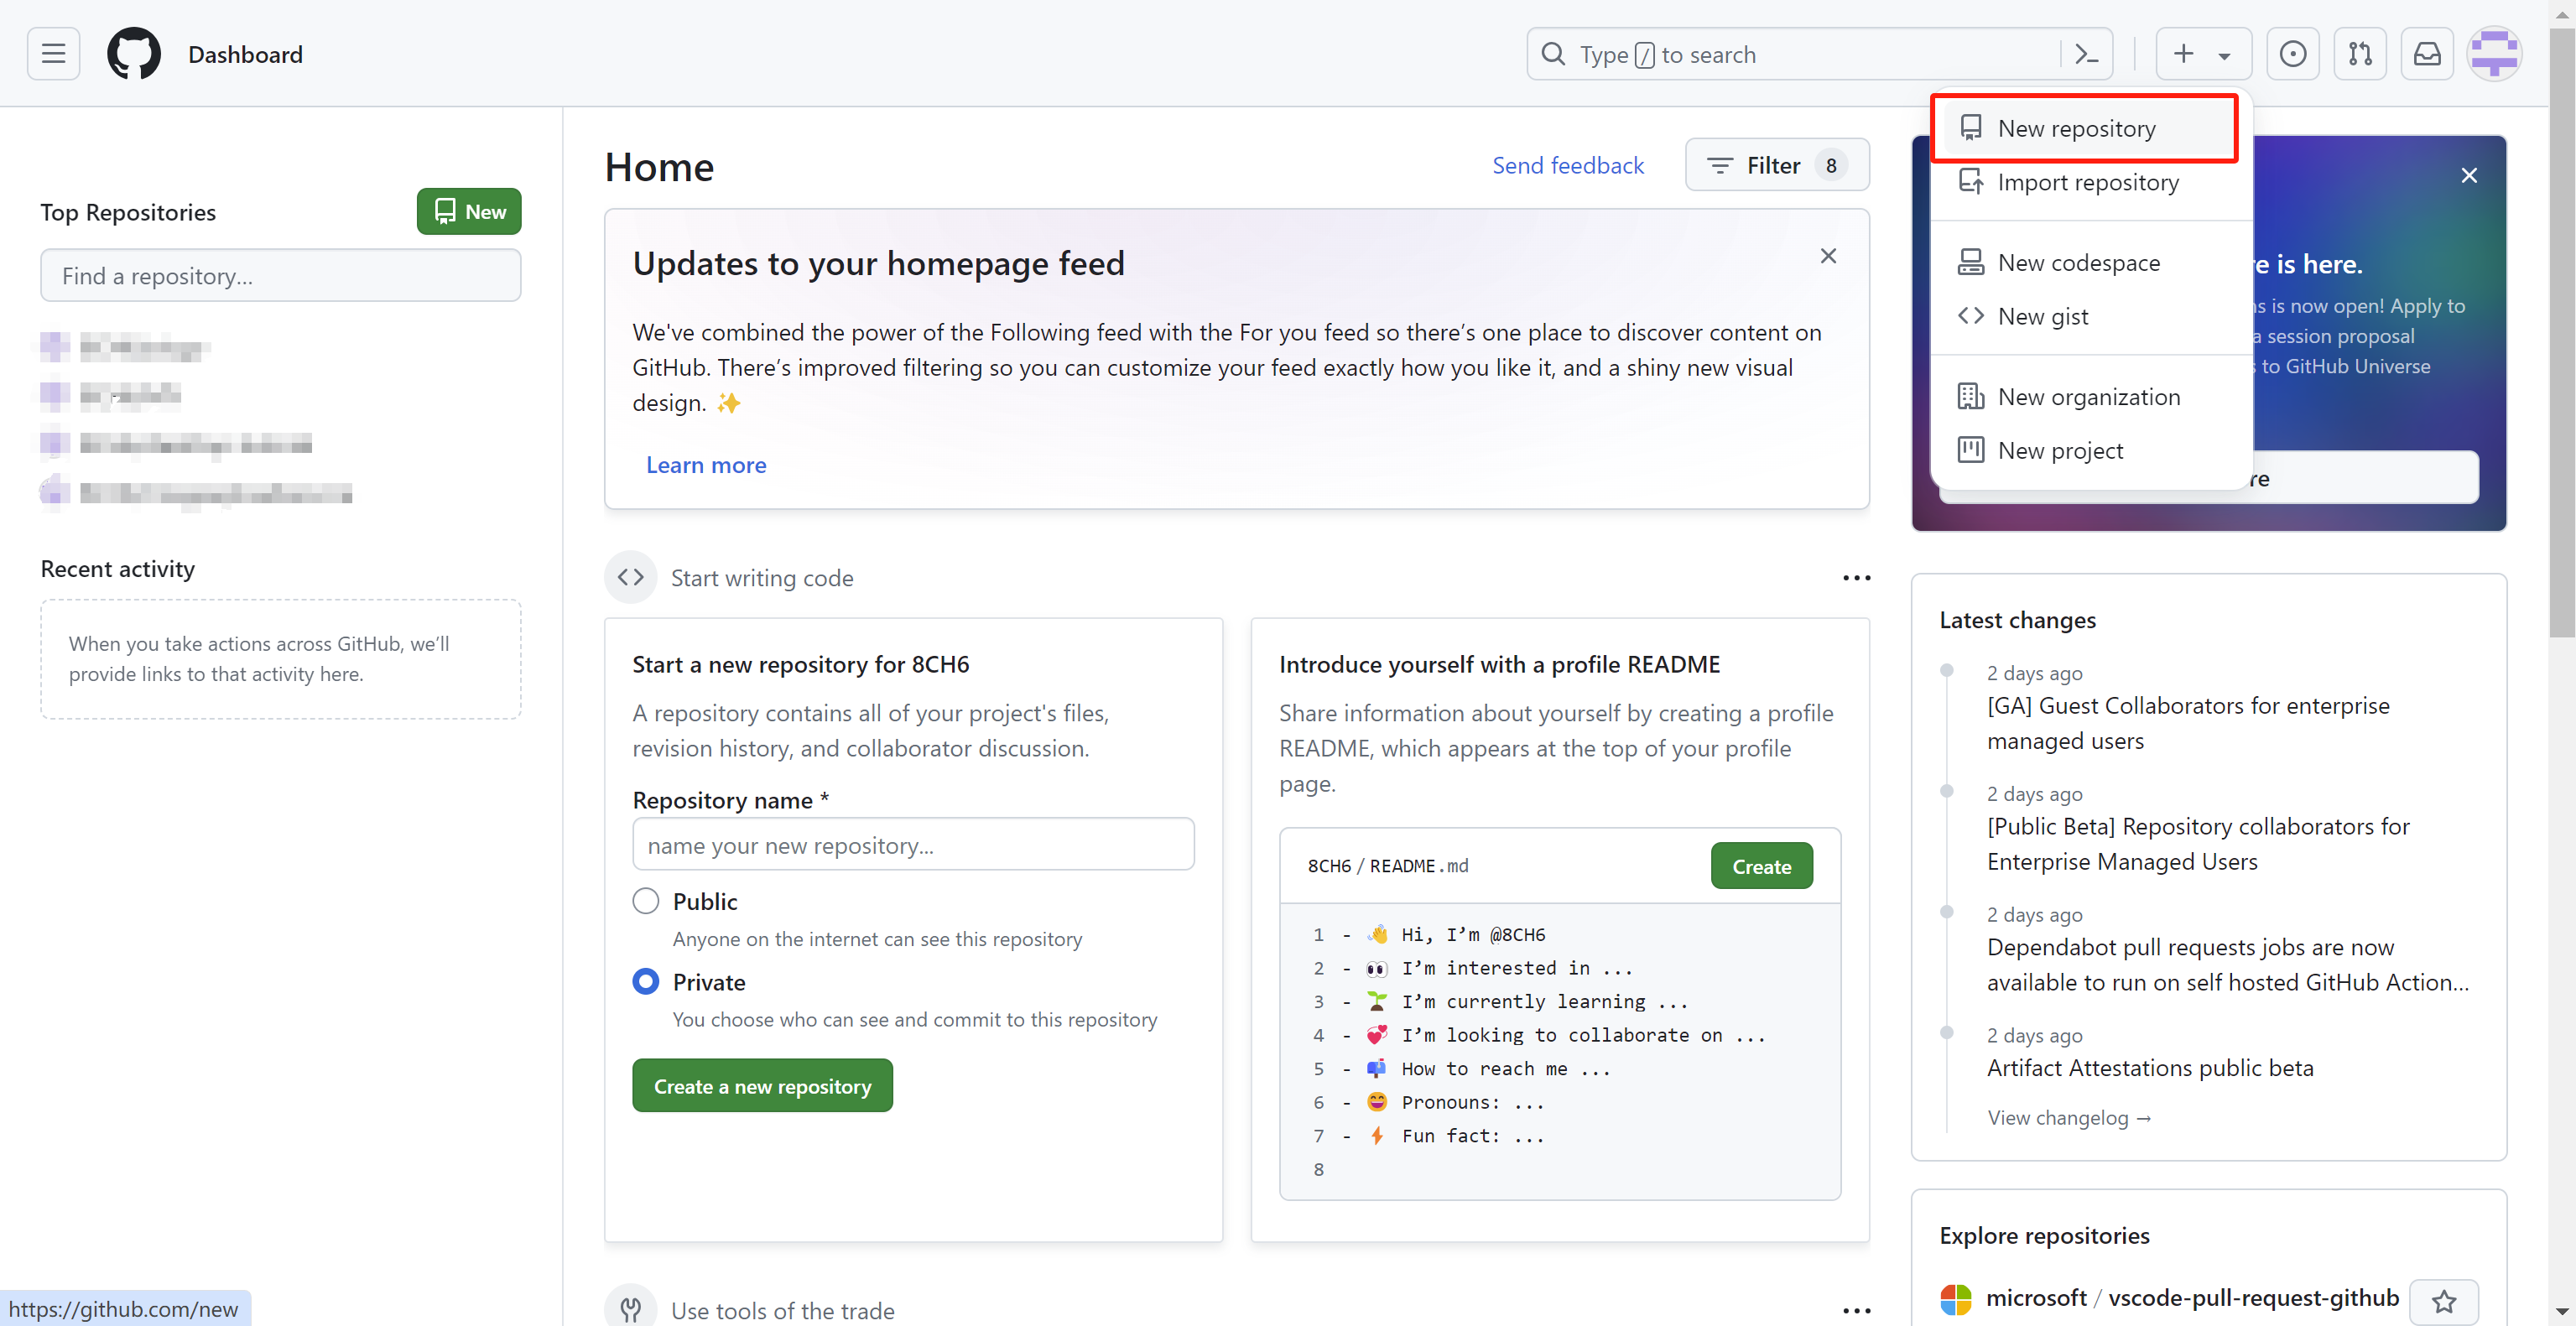 Dashboard
Type / to search
New repository
Import repository
New codespace
New gist
New organization
New project
Top Repositories
New
Find a repository...
Recent activity
When you take actions across GitHub, we’ll
provide links to that activity here.
Home
Send feedback
Filter 8
Updates to your homepage feed
We've combined the power of the Following feed with the For you feed so there’s one place to discover content on
GitHub. There’s improved filtering so you can customize your feed exactly how you like it, and a shiny new visual
design. ✨
Learn more
Start writing code
Start a new repository for 8CH6
A repository contains all of your project's files,
revision history, and collaborator discussion.
Repository name *
name your new repository...
Public
Anyone on the internet can see this repository
Private
You choose who can see and commit to this repository
Create a new repository
Introduce yourself with a profile README
Share information about yourself by creating a profile
README, which appears at the top of your profile
page.
8CH6 / README.md
Create
1 - 👋 Hi, I’m @8CH6
2 - 👀 I’m interested in ...
3 - 🌱 I’m currently learning ...
4 - 💞️ I’m looking to collaborate on ...
5 - 📫 How to reach me ...
6 - 😄 Pronouns: ...
7 - ⚡ Fun fact: ...
8
Use tools of the trade
is here.
is now open! Apply to
a session proposal
to GitHub Universe
Latest changes
2 days ago
[GA] Guest Collaborators for enterprise
managed users
2 days ago
[Public Beta] Repository collaborators for
Enterprise Managed Users
2 days ago
Dependabot pull requests jobs are now
available to run on self hosted GitHub Action...
2 days ago
Artifact Attestations public beta
View changelog →
Explore repositories
microsoft / vscode-pull-request-github
https://github.com/new